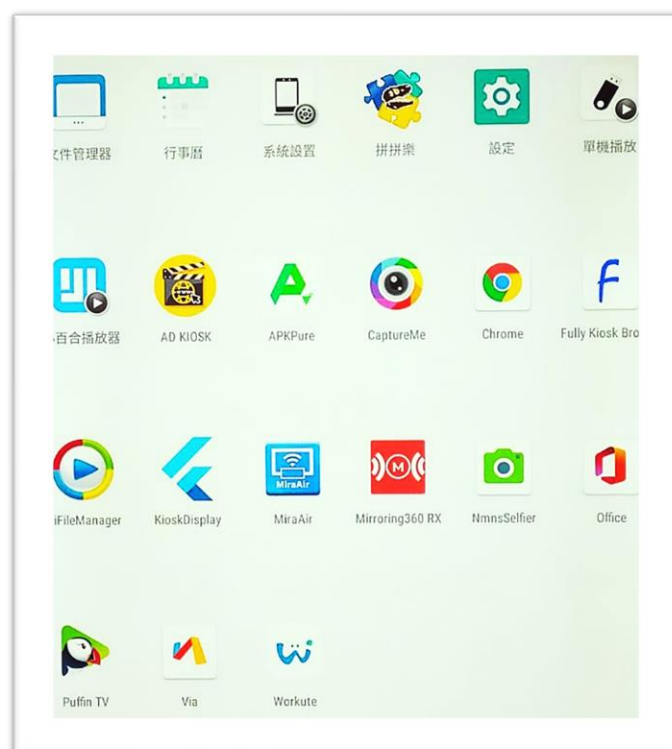 文件管理器
行事曆
系統設置
拼拼樂
設定
單機播放
百合播放器
AD KIOSK
APKPure
CaptureMe
Chrome
Fully Kiosk Bro
iFileManager
KioskDisplay
MiraAir
MiraAir
M
Mirroring360 RX
NmnsSelfier
Office
Puffin TV
Via
Workute